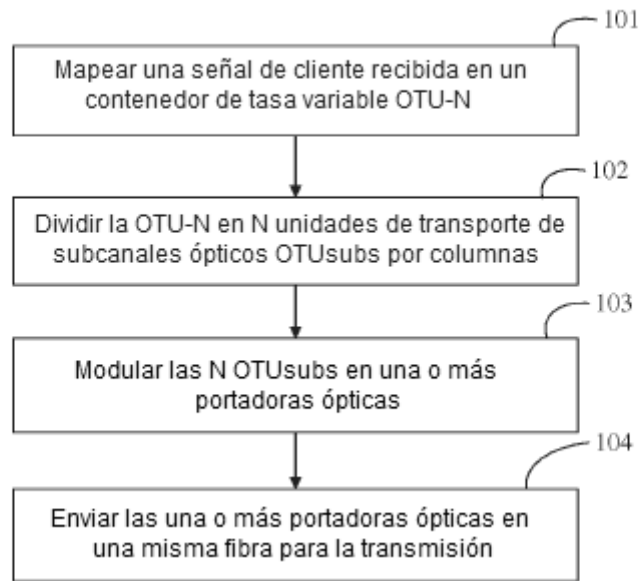 101
Mapear una señal de cliente recibida en un
contenedor de tasa variable OTU-N
102
Dividir la OTU-N en N unidades de transporte de
subcanales ópticos OTUsubs por columnas
103
Modular las N OTUsubs en una o más
portadoras ópticas
104
Enviar las una o más portadoras ópticas en
una misma fibra para la transmisión